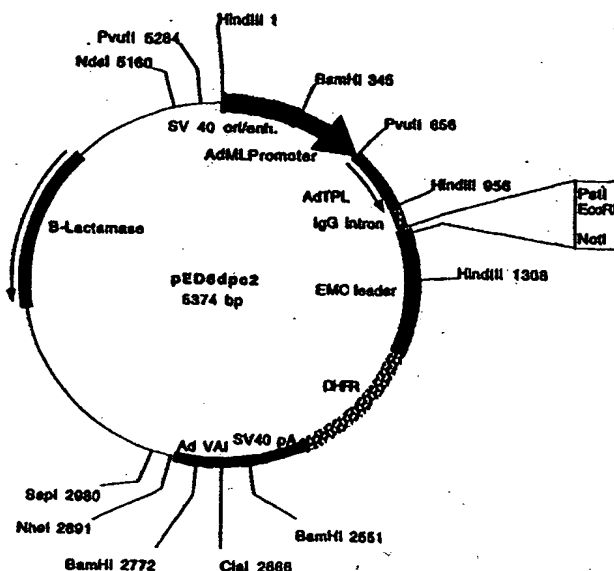 HindIII 1
PvuII 5284
NdeI 5160
BamHI 345
SV 40 ori/enh.
PvuII 656
AdMLPromoter
HindIII 956
AdTPL
IgG intron
PstI
EcoRI
NotI
B-Lactamase
pED6dpc2
5374 bp
EMC leader
HindIII 1308
DHFR
Ad VAI
SV40 pA
SspI 2980
NheI 2891
BamHI 2551
BamHI 2772
ClaI 2666